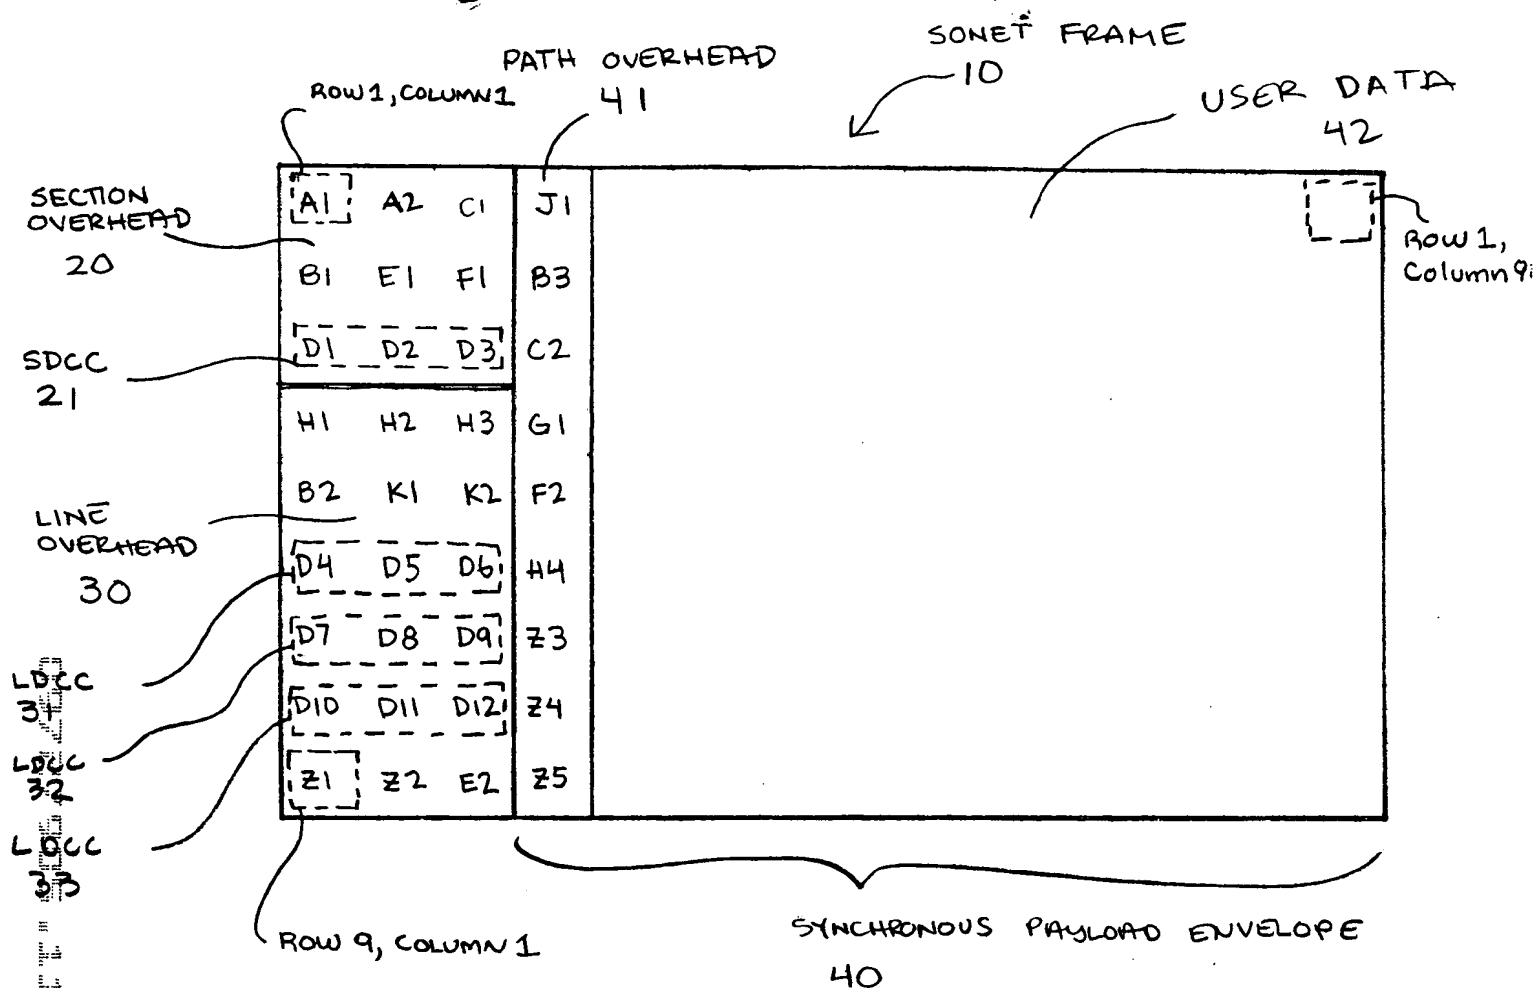 SONET FRAME
10
PATH OVERHEAD
41
ROW 1, COLUMN 1
USER DATA
42
SECTION
OVERHEAD
20
A1 A2 C1 J1
ROW 1,
Column 9
B1 E1 F1 B3
SDCC
21
D1 D2 D3 C2
H1 H2 H3 G1
B2 K1 K2 F2
LINE
OVERHEAD
30
D4 D5 D6 H4
D7 D8 D9 Z3
LDCC
31
D10 D11 D12 Z4
LDCC
32
Z1 Z2 E2 Z5
LDCC
33
ROW 9, COLUMN 1
SYNCHRONOUS PAYLOAD ENVELOPE
40